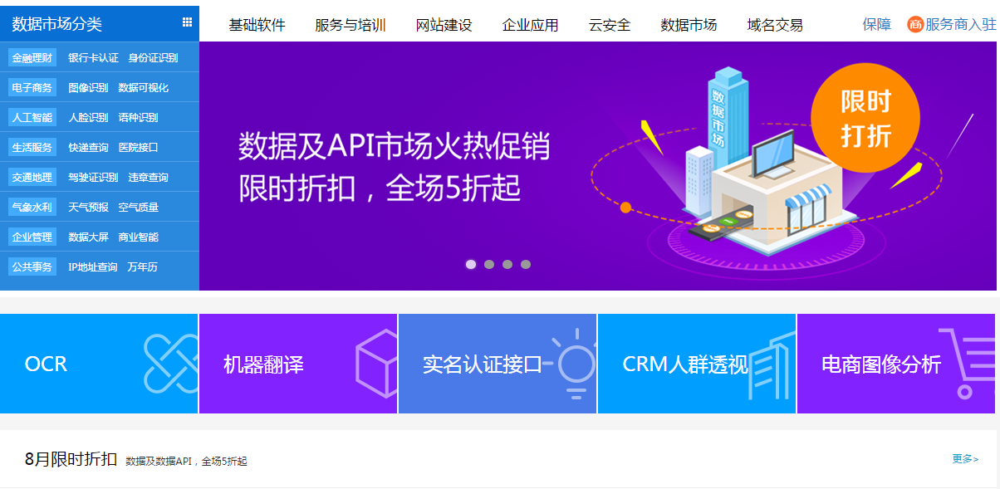 数据市场分类
基础软件 服务与培训 网站建设 企业应用 云安全 数据市场 域名交易 保障 商 服务商入驻
金融理财 银行卡认证 身份证识别
电子商务 图像识别 数据可视化
人工智能 人脸识别 语种识别
生活服务 快递查询 医院接口
交通地理 驾驶证识别 违章查询
气象水利 天气预报 空气质量
企业管理 数据大屏 商业智能
公共事务 IP地址查询 万年历
数据及API市场火热促销
限时折扣，全场5折起
数据市场
限时
打折
OCR 机器翻译 实名认证接口 CRM人群透视 电商图像分析
8月限时折扣 数据及数据API，全场5折起 更多>